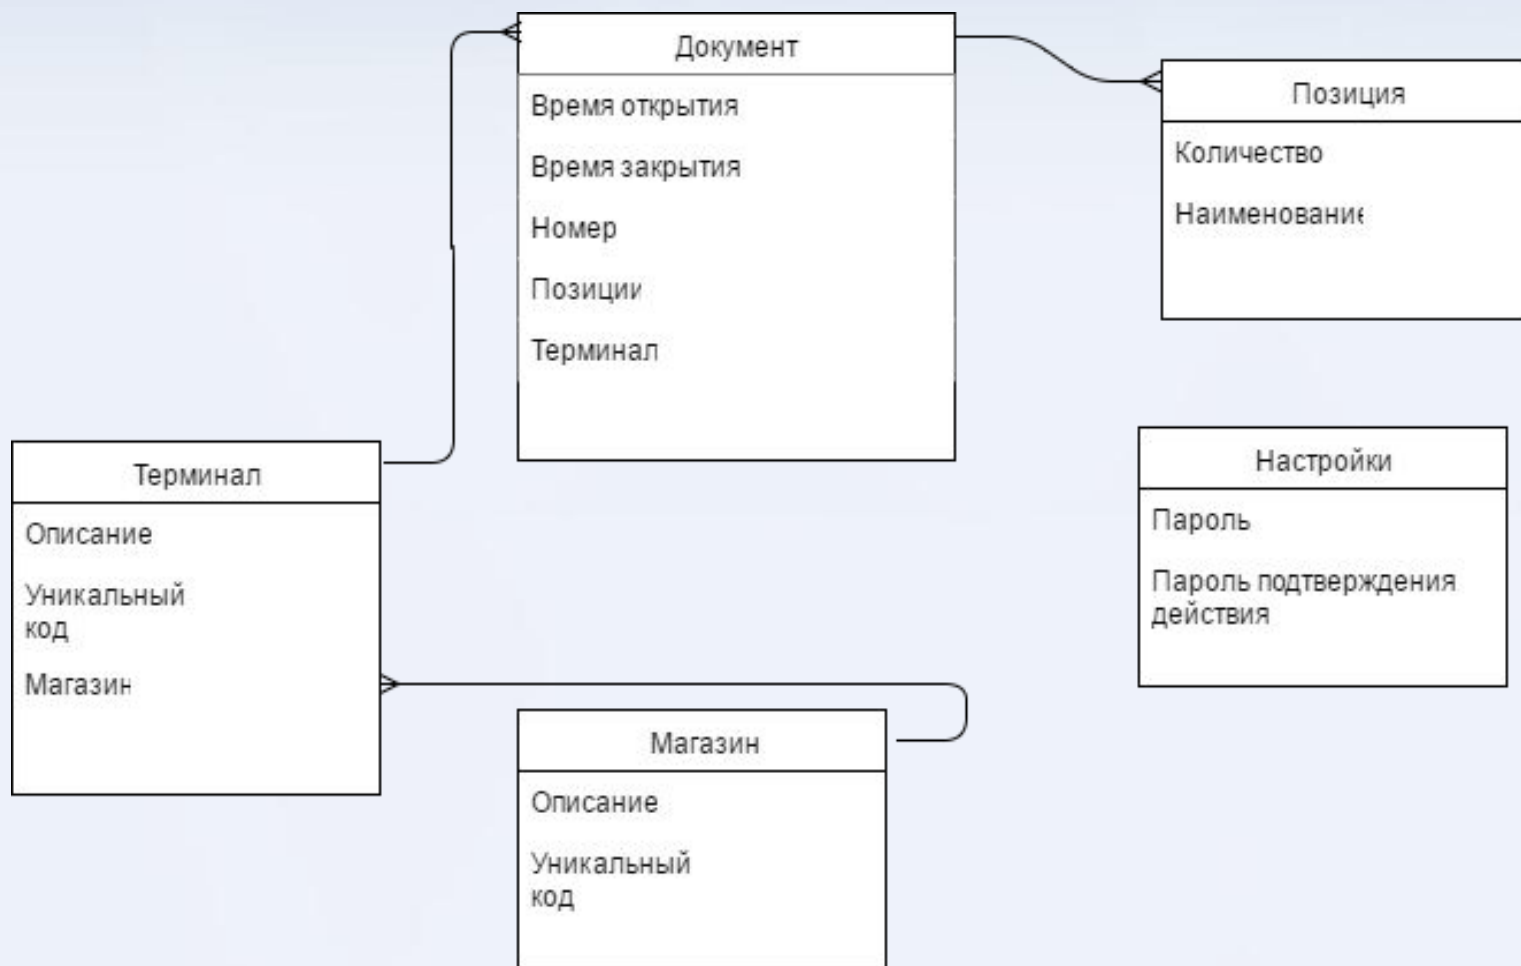 Документ
Время открытия
Время закрытия
Номер
Позиции
Терминал
Позиция
Количество
Наименование
Терминал
Описание
Уникальный
код
Магазин
Настройки
Пароль
Пароль подтверждения
действия
Магазин
Описание
Уникальный
код